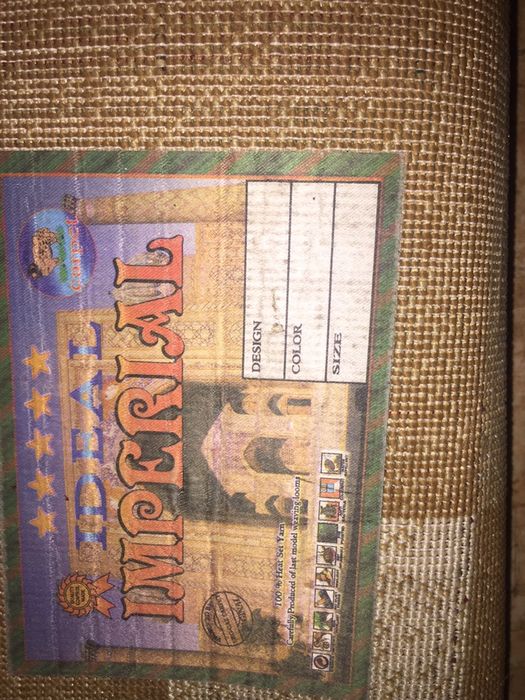 carpet
IDEAL
IMPERIAL
DESIGN
COLOR
SIZE
100 % Heat Set Yarn
Carefully Produced of last model weaving looms